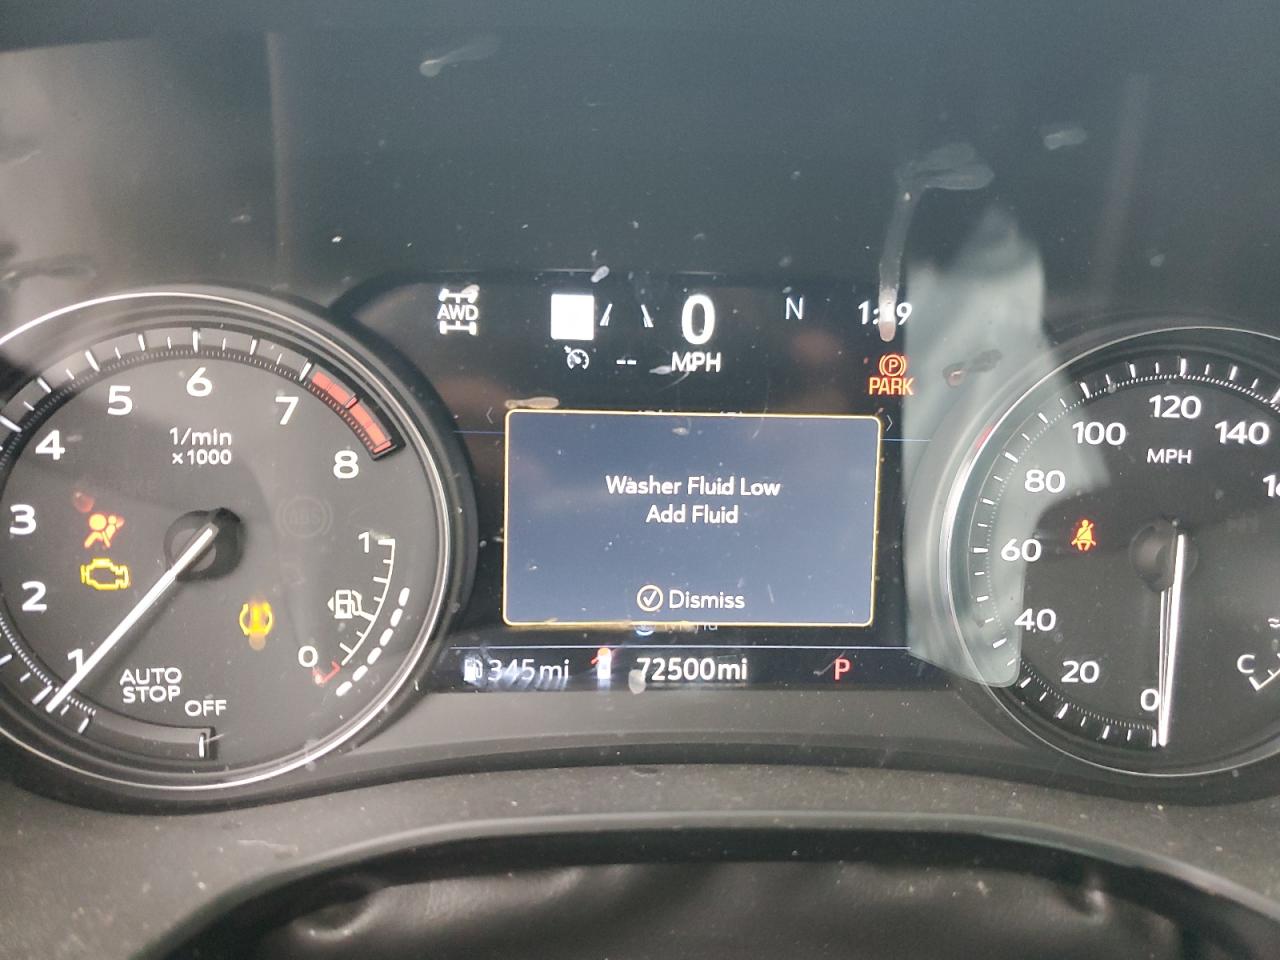 AWD
0
MPH
N
PARK
Washer Fluid Low
Add Fluid
Dismiss
345mi
72500mi
P
1
2
3
4
5
6
7
8
1/min
x1000
AUTO
STOP
OFF
1
0
0
20
40
60
80
100
120
140
MPH
C